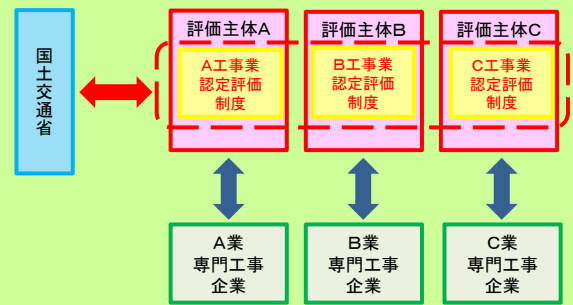 国土交通省
評価主体A
A工事業
認定評価
制度
評価主体B
B工事業
認定評価
制度
評価主体C
C工事業
認定評価
制度
A業
専門工事
企業
B業
専門工事
企業
C業
専門工事
企業